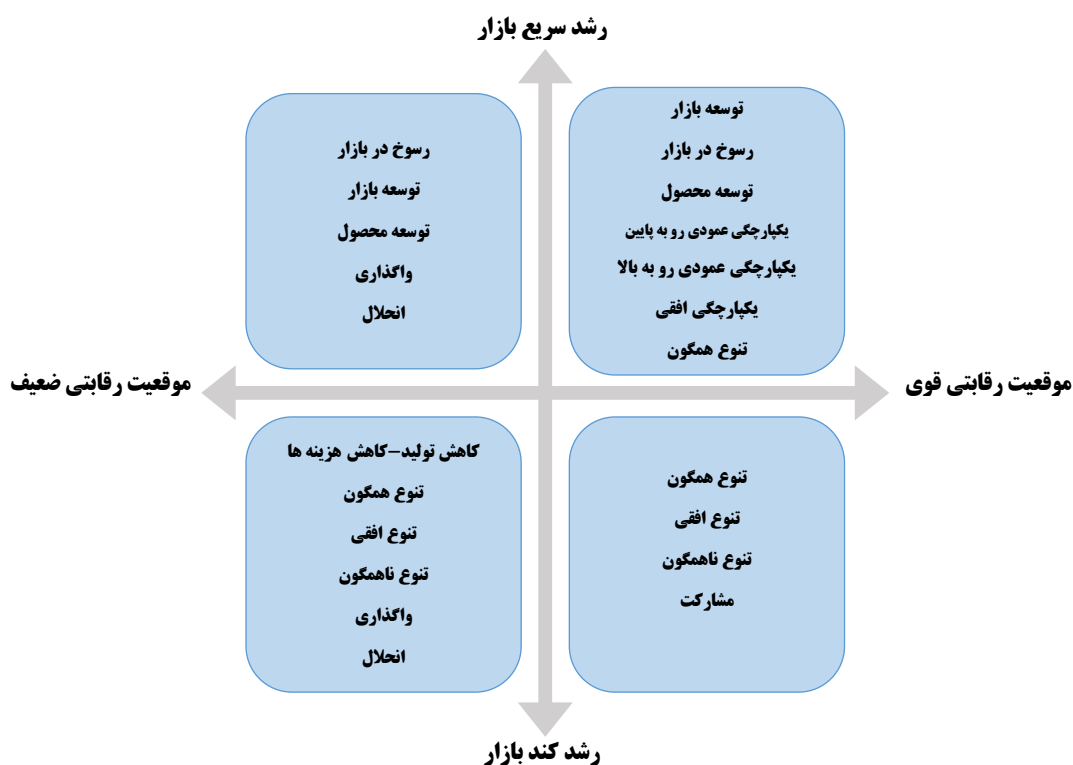 رشد سریع بازار
توسعه بازار
رسوخ در بازار
توسعه محصول
یکپارچگی عمودی رو به پایین
یکپارچگی عمودی رو به بالا
یکپارچگی افقی
تنوع همگون
رسوخ در بازار
توسعه بازار
توسعه محصول
واگذاری
انحلال
موقعیت رقابتی قوی
موقعیت رقابتی ضعیف
تنوع همگون
تنوع افقی
تنوع ناهمگون
مشارکت
کاهش تولید-کاهش هزینه ها
تنوع همگون
تنوع افقی
تنوع ناهمگون
واگذاری
انحلال
رشد کند بازار